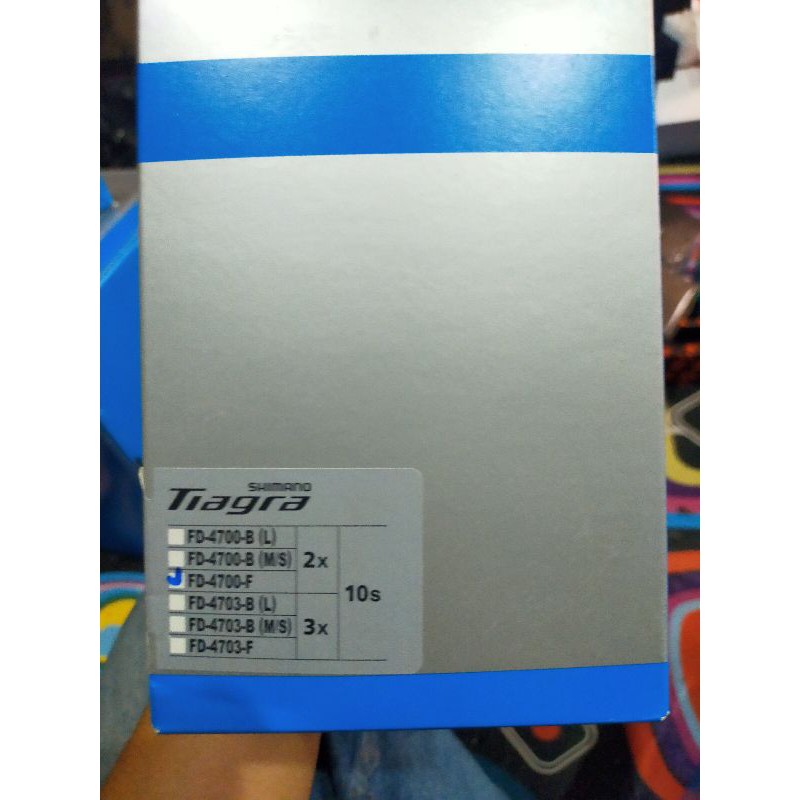 SHIMANO
Tiagra
FD-4700-B (L)
FD-4700-B (M/S)
FD-4700-F
2x
FD-4703-B (L)
FD-4703-B (M/S)
FD-4703-F
3x
10s